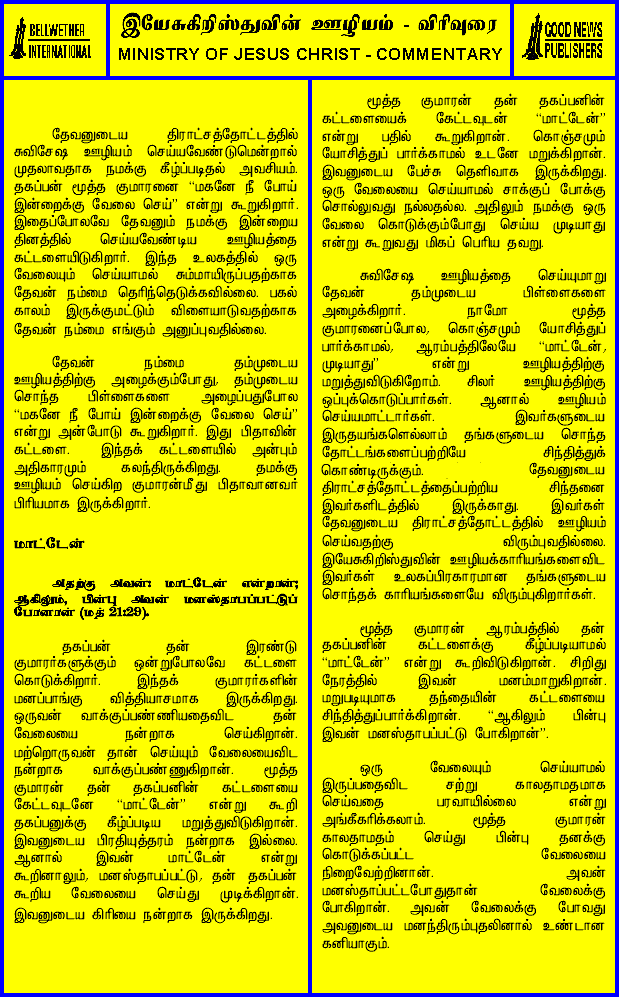 BELLWETHER
INTERNATIONAL
இயேசுகிறிஸ்துவின் ஊழியம் - விரிவுரை
MINISTRY OF JESUS CHRIST - COMMENTARY
GOOD NEWS
PUBLISHERS
தேவனுடைய திராட்சத்தோட்டத்தில்
சுவிசேஷ ஊழியம் செய்யவேண்டுமென்றால்
முதலாவதாக நமக்கு கீழ்ப்படிதல் அவசியம்.
தகப்பன் மூத்த குமாரனை “மகனே நீ போய்
இன்றைக்கு வேலை செய்” என்று கூறுகிறார்.
இதைப்போலவே தேவனும் நமக்கு இன்றைய
தினத்தில் செய்யவேண்டிய ஊழியத்தை
கட்டளையிடுகிறார். இந்த உலகத்தில் ஒரு
வேலையும் செய்யாமல் சும்மாயிருப்பதற்காக
தேவன் நம்மை தெரிந்தெடுக்கவில்லை. பகல்
காலம் இருக்குமட்டும் விளையாடுவதற்காக
தேவன் நம்மை எங்கும் அனுப்புவதில்லை.
தேவன் நம்மை தம்முடைய
ஊழியத்திற்கு அழைக்கும்போது, தம்முடைய
சொந்த பிள்ளைகளை அழைப்பதுபோல
“மகனே நீ போய் இன்றைக்கு வேலை செய்”
என்று அன்போடு கூறுகிறார். இது பிதாவின்
கட்டளை. இந்தக் கட்டளையில் அன்பும்
அதிகாரமும் கலந்திருக்கிறது. தமக்கு
ஊழியம் செய்கிற குமாரன்மீது பிதாவானவர்
பிரியமாக இருக்கிறார்.
மாட்டேன்
அதற்கு அவன்: மாட்டேன் என்றான்;
ஆகிலும், பின்பு அவன் மனஸ்தாபப்பட்டுப்
போனான் (மத் 21:29).
தகப்பன் தன் இரண்டு
குமாரர்களுக்கும் ஒன்றுபோலவே கட்டளை
கொடுக்கிறார். இந்தக் குமாரர்களின்
மனப்பாங்கு வித்தியாசமாக இருக்கிறது.
ஒருவன் வாக்குப்பண்ணியதைவிட தன்
வேலையை நன்றாக செய்கிறான்.
மற்றொருவன் தான் செய்யும் வேலையைவிட
நன்றாக வாக்குப்பண்ணுகிறான். மூத்த
குமாரன் தன் தகப்பனின் கட்டளையை
கேட்டவுடனே “மாட்டேன்” என்று கூறி
தகப்பனுக்கு கீழ்ப்படிய மறுத்துவிடுகிறான்.
இவனுடைய பிரதியுத்தரம் நன்றாக இல்லை.
ஆனால் இவன் மாட்டேன் என்று
கூறினாலும், மனஸ்தாபப்பட்டு, தன் தகப்பன்
கூறிய வேலையை செய்து முடிக்கிறான்.
இவனுடைய கிரியை நன்றாக இருக்கிறது.
மூத்த குமாரன் தன் தகப்பனின்
கட்டளையைக் கேட்டவுடன் “மாட்டேன்”
என்று பதில் கூறுகிறான். கொஞ்சமும்
யோசித்துப் பார்க்காமல் உடனே மறுக்கிறான்.
இவனுடைய பேச்சு தெளிவாக இருக்கிறது.
ஒரு வேலையை செய்யாமல் சாக்குப் போக்கு
சொல்லுவது நல்லதல்ல. அதிலும் நமக்கு ஒரு
வேலை கொடுக்கும்போது செய்ய முடியாது
என்று கூறுவது மிகப் பெரிய தவறு.
சுவிசேஷ ஊழியத்தை செய்யுமாறு
தேவன் தம்முடைய பிள்ளைகளை
அழைக்கிறார். நாமோ மூத்த
குமாரனைப்போல, கொஞ்சமும் யோசித்துப்
பார்க்காமல், ஆரம்பத்திலேயே “மாட்டேன்,
முடியாது” என்று ஊழியத்திற்கு
மறுத்துவிடுகிறோம். சிலர் ஊழியத்திற்கு
ஒப்புக்கொடுப்பார்கள். ஆனால் ஊழியம்
செய்யமாட்டார்கள். இவர்களுடைய
இருதயங்களெல்லாம் தங்களுடைய சொந்த
தோட்டங்களைப்பற்றியே சிந்தித்துக்
கொண்டிருக்கும். தேவனுடைய
திராட்சத்தோட்டத்தைப்பற்றிய சிந்தனை
இவர்களிடத்தில் இருக்காது. இவர்கள்
தேவனுடைய திராட்சத்தோட்டத்தில் ஊழியம்
செய்வதற்கு விரும்புவதில்லை.
இயேசுகிறிஸ்துவின் ஊழியக்காரியங்களைவிட
இவர்கள் உலகப்பிரகாரமான தங்களுடைய
சொந்தக் காரியங்களையே விரும்புகிறார்கள்.
மூத்த குமாரன் ஆரம்பத்தில் தன்
தகப்பனின் கட்டளைக்கு கீழ்ப்படியாமல்
“மாட்டேன்” என்று கூறிவிடுகிறான். சிறிது
நேரத்தில் இவன் மனம்மாறுகிறான்.
மறுபடியுமாக தந்தையின் கட்டளையை
சிந்தித்துப்பார்க்கிறான். “ஆகிலும் பின்பு
இவன் மனஸ்தாபப்பட்டு போகிறான்”.
ஒரு வேலையும் செய்யாமல்
இருப்பதைவிட சற்று காலதாமதமாக
செய்வதை பரவாயில்லை என்று
அங்கீகரிக்கலாம். மூத்த குமாரன்
காலதாமதம் செய்து பின்பு தனக்கு
கொடுக்கப்பட்ட வேலையை
நிறைவேற்றினான். அவன்
மனஸ்தாபப்பட்டபோதுதான் வேலைக்கு
போகிறான். அவன் வேலைக்கு போவது
அவனுடைய மனந்திரும்புதலினால் உண்டான
கனியாகும்.